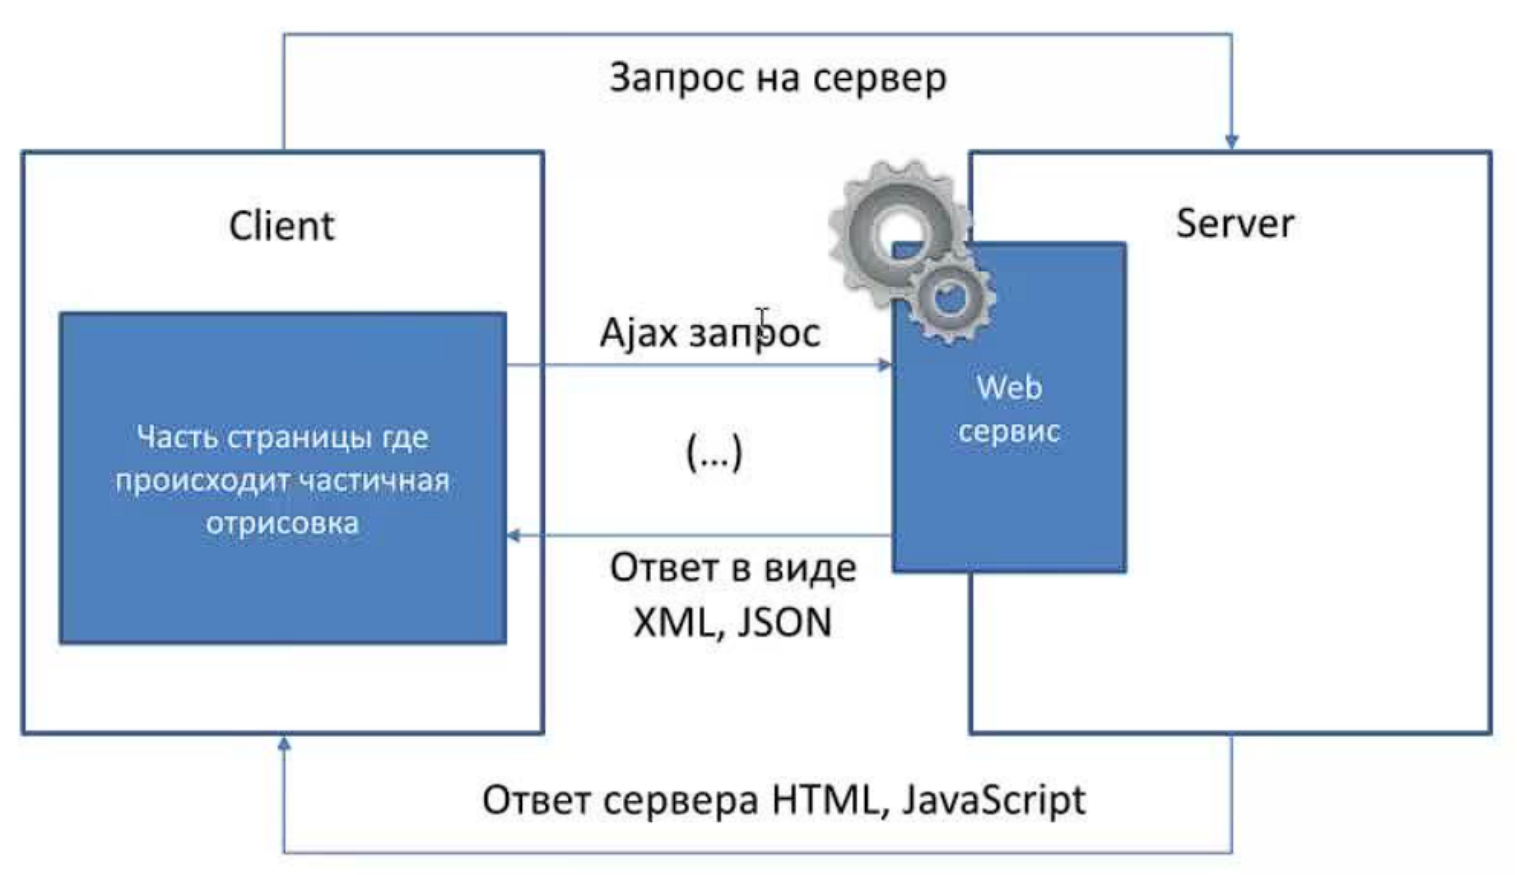 Запрос на сервер
Client
Server
Ajax запрос
Web
сервис
Часть страницы где
происходит частичная
отрисовка
(...)
Ответ в виде
XML, JSON
Ответ сервера HTML, JavaScript